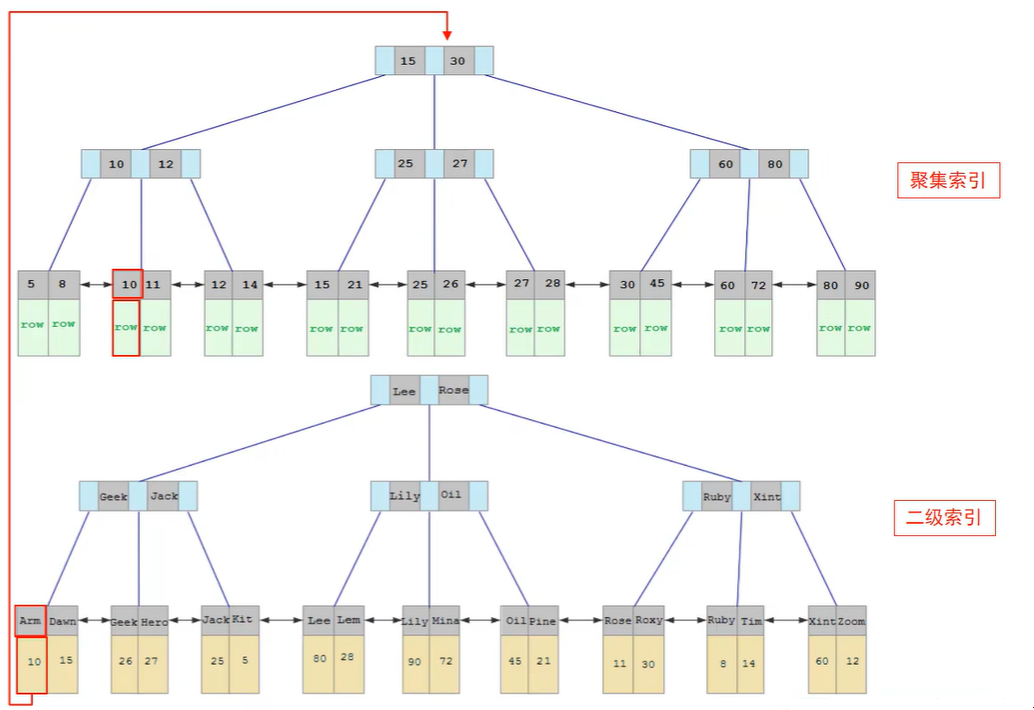 15 30
10 12 25 27 60 80
聚集索引
5 8 10 11 12 14 15 21 25 26 27 28 30 45 60 72 80 90
row row row row row row row row row row row row row row row row row row
Lee Rose
Geek Jack Lily Oil Ruby Xint
二级索引
Arm Dawn Geek Hero Jack Kit Lee Lem Lily Mina Oil Pine Rose Roxy Ruby Tim Xint Zoom
10 15 26 27 25 5 80 28 90 72 45 21 11 30 8 14 60 12